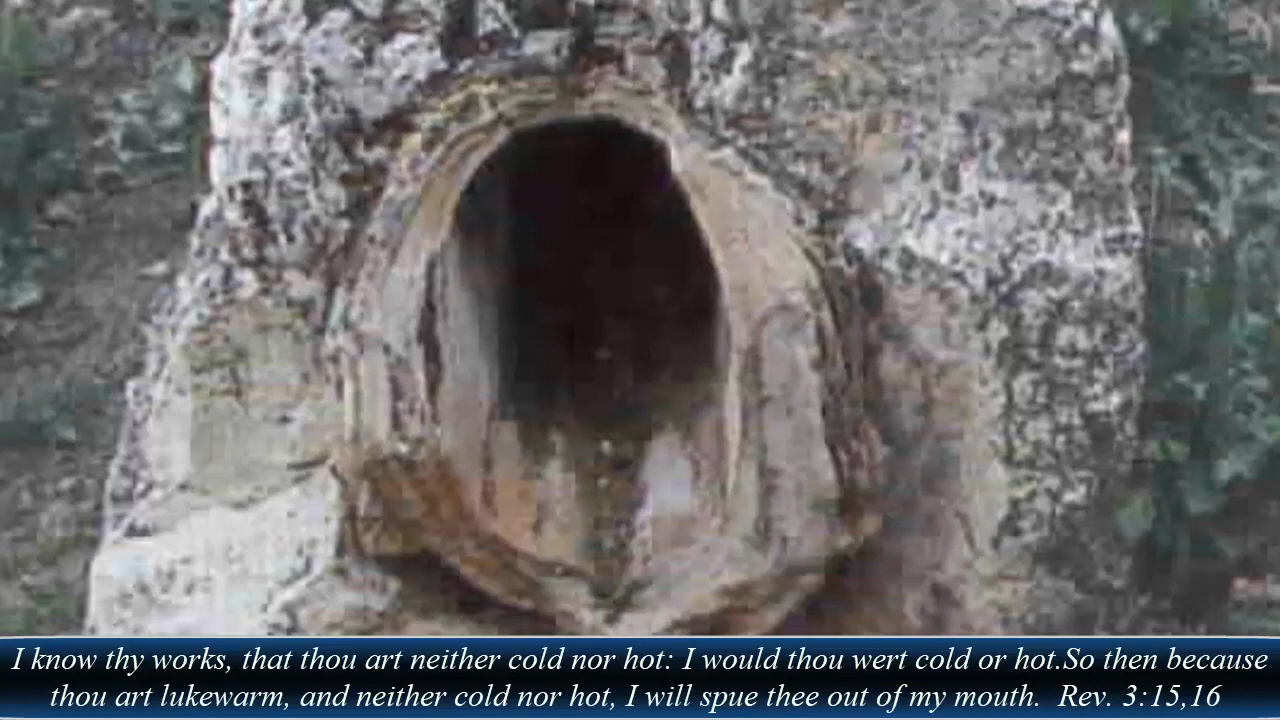 I know thy works, that thou art neither cold nor hot: I would thou wert cold or hot.So then because
thou art lukewarm, and neither cold nor hot, I will spue thee out of my mouth.  Rev. 3:15,16